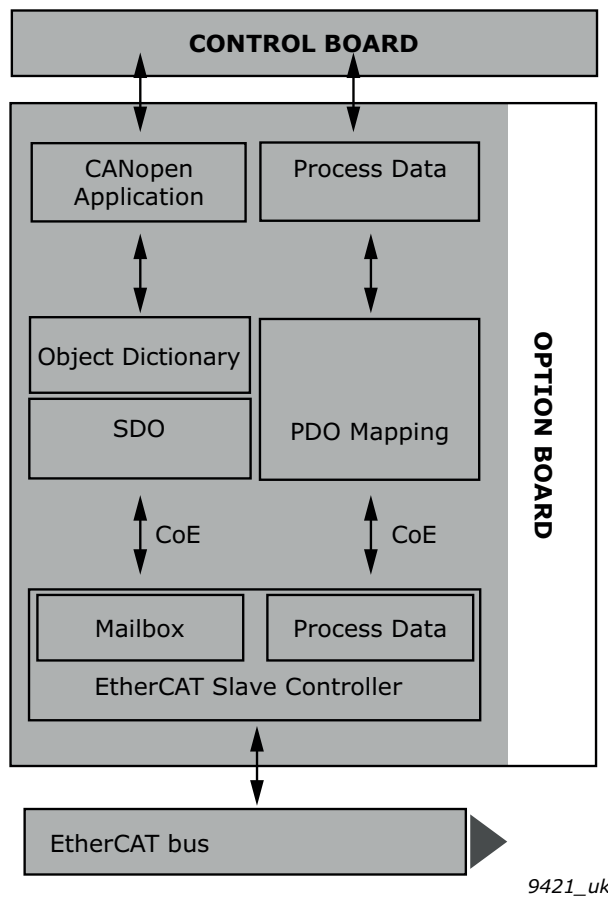 CONTROL BOARD
CANopen
Application
Process Data
Object Dictionary
SDO
PDO Mapping
OPTION BOARD
CoE
CoE
Mailbox
Process Data
EtherCAT Slave Controller
EtherCAT bus
9421_uk